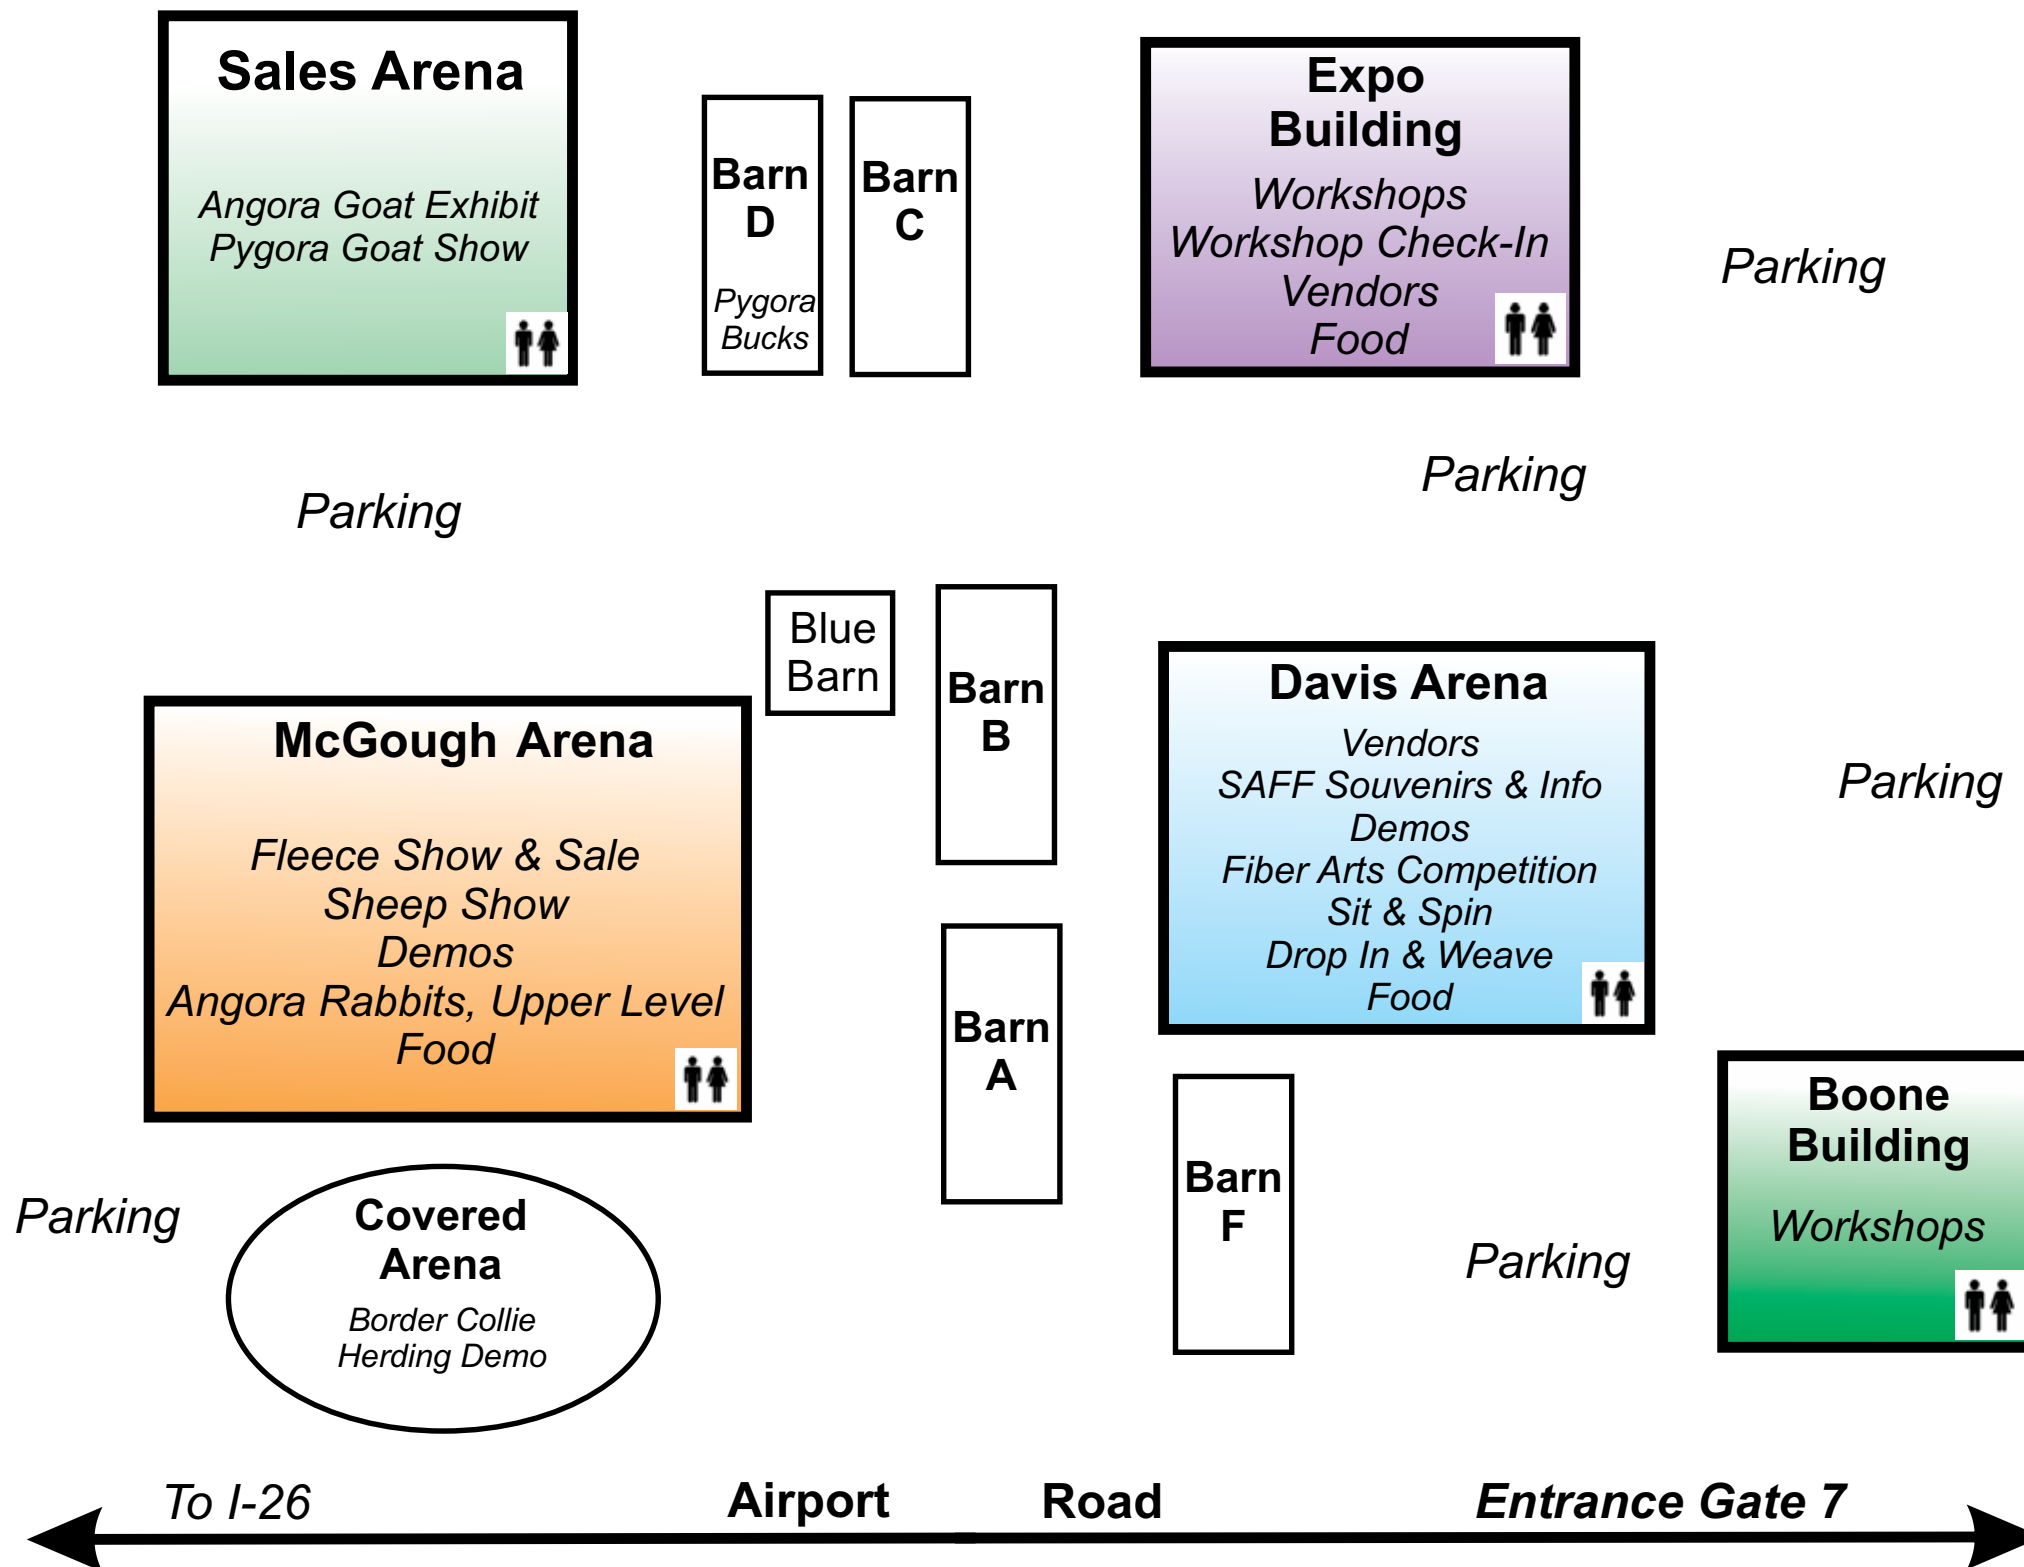 Sales Arena
Angora Goat Exhibit
Pygora Goat Show
Barn
D
Pygora
Bucks
Barn
C
Expo
Building
Workshops
Workshop Check-In
Vendors
Food
Parking
Parking
Parking
Blue
Barn
Barn
B
McGough Arena
Fleece Show & Sale
Sheep Show
Demos
Angora Rabbits, Upper Level
Food
Davis Arena
Vendors
SAFF Souvenirs & Info
Demos
Fiber Arts Competition
Sit & Spin
Drop In & Weave
Food
Parking
Barn
A
Barn
F
Boone
Building
Workshops
Parking
Covered
Arena
Border Collie
Herding Demo
Parking
To I-26
Airport Road
Entrance Gate 7